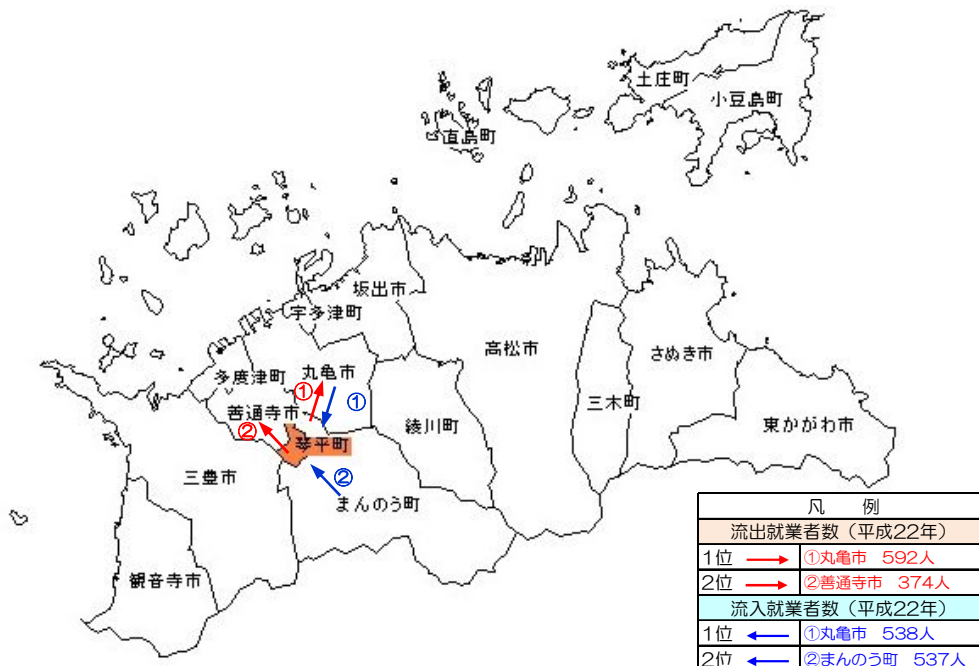 土庄町
小豆島町
直島町
坂出市
宇多津町
高松市
さぬき市
丸亀市
多度津町
①
①
三木町
善通寺市
綾川町
東かがわ市
②
琴平町
三豊市
②
まんのう町
観音寺市
凡 例
流出就業者数（平成22年）
1位 ①丸亀市 592人
2位 ②善通寺市 374人
流入就業者数（平成22年）
1位 ①丸亀市 538人
2位 ②まんのう町 537人